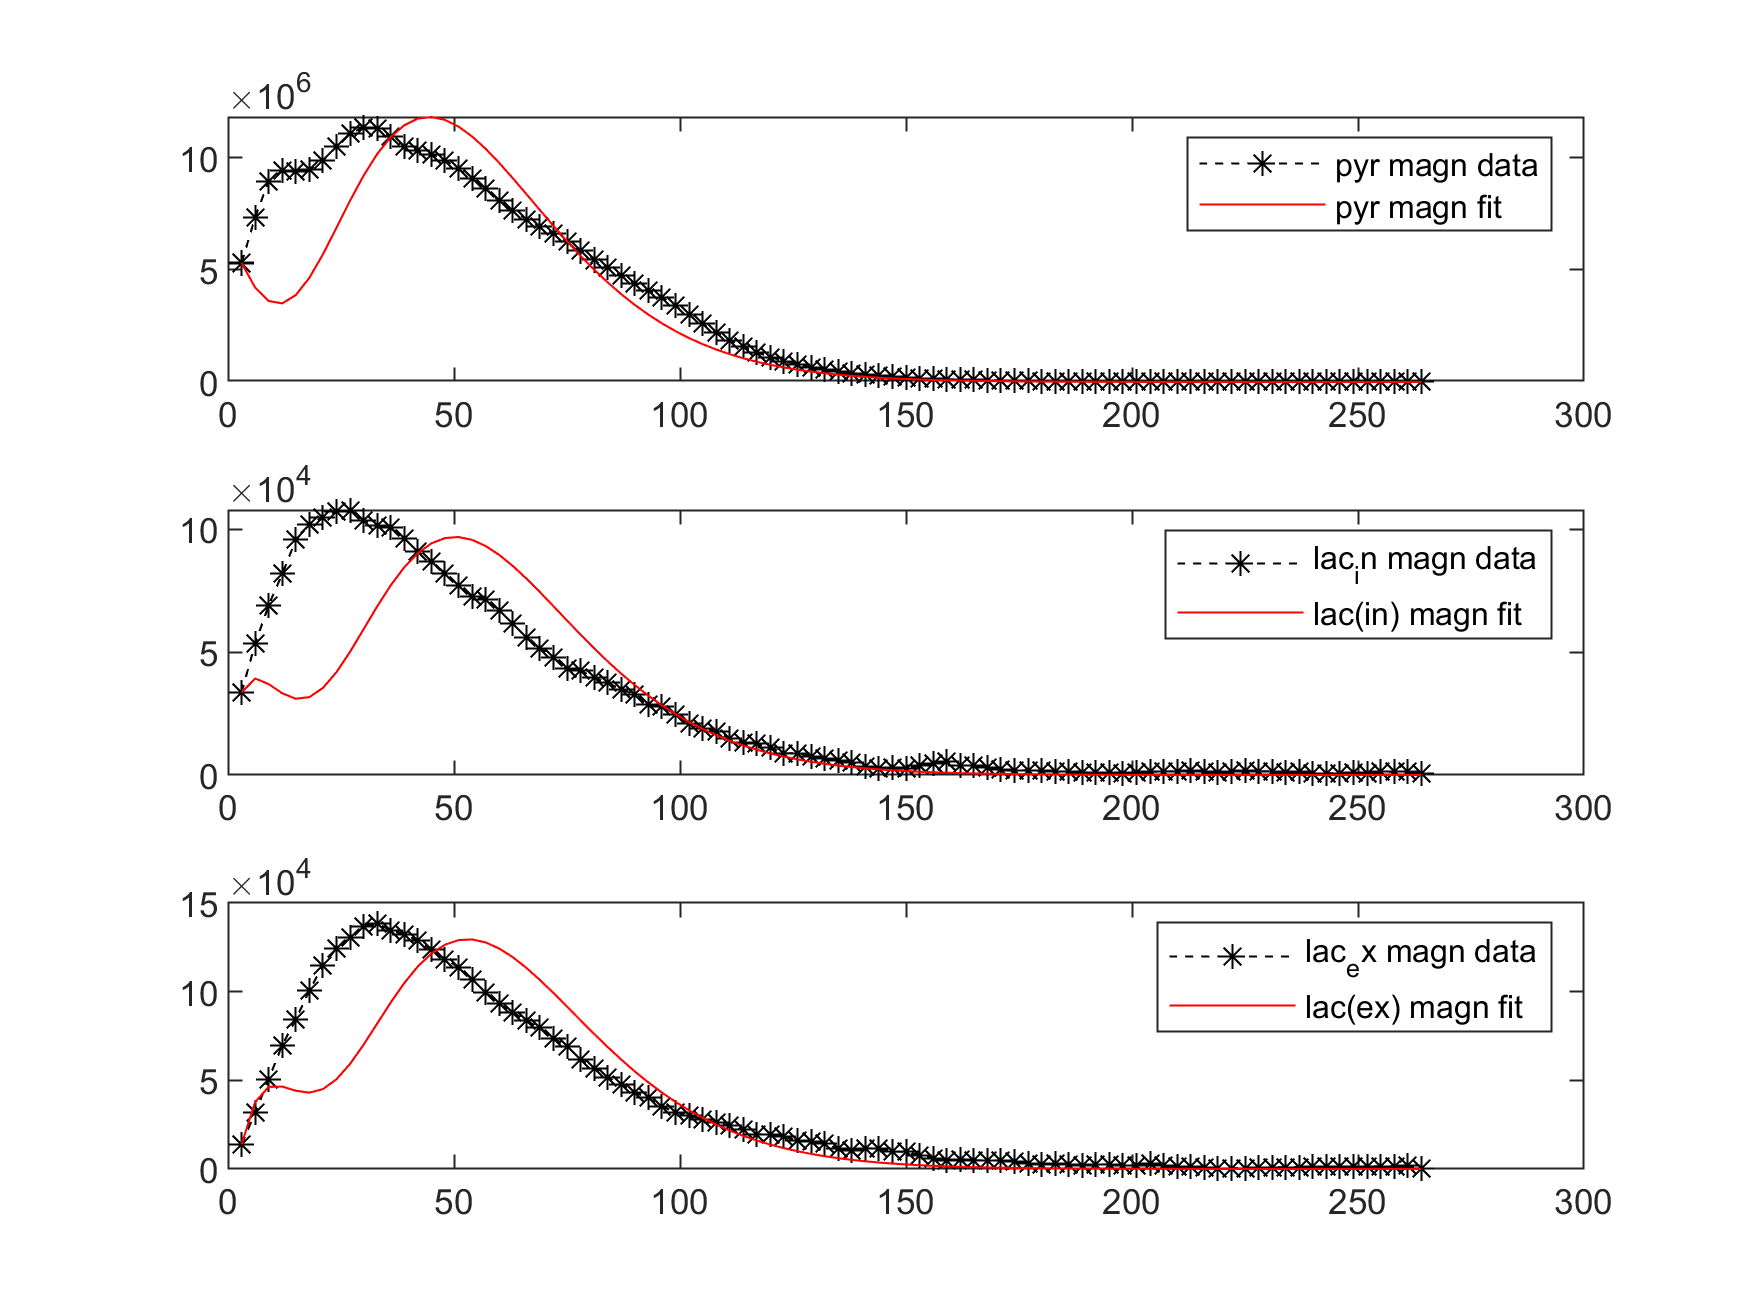 ×10^6
10
5
0
0 50 100 150 200 250 300
pyr magn data
pyr magn fit
×10^4
10
5
0
0 50 100 150 200 250 300
lac_in magn data
lac(in) magn fit
×10^4
15
10
5
0
0 50 100 150 200 250 300
lac_ex magn data
lac(ex) magn fit